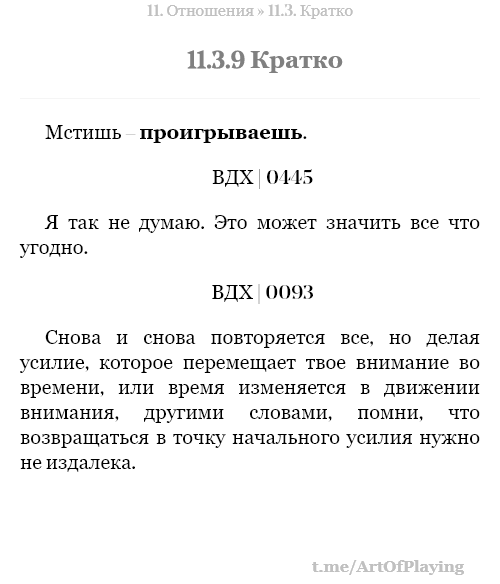 11. Отношения » 11.3. Кратко
11.3.9 Кратко
Мстишь – проигрываешь.
ВДХ | 0445
Я так не думаю. Это может значить все что
угодно.
ВДХ | 0093
Снова и снова повторяется все, но делая
усилие, которое перемещает твое внимание во
времени, или время изменяется в движении
внимания, другими словами, помни, что
возвращаться в точку начального усилия нужно
не издалека.
t.me/ArtOfPlaying